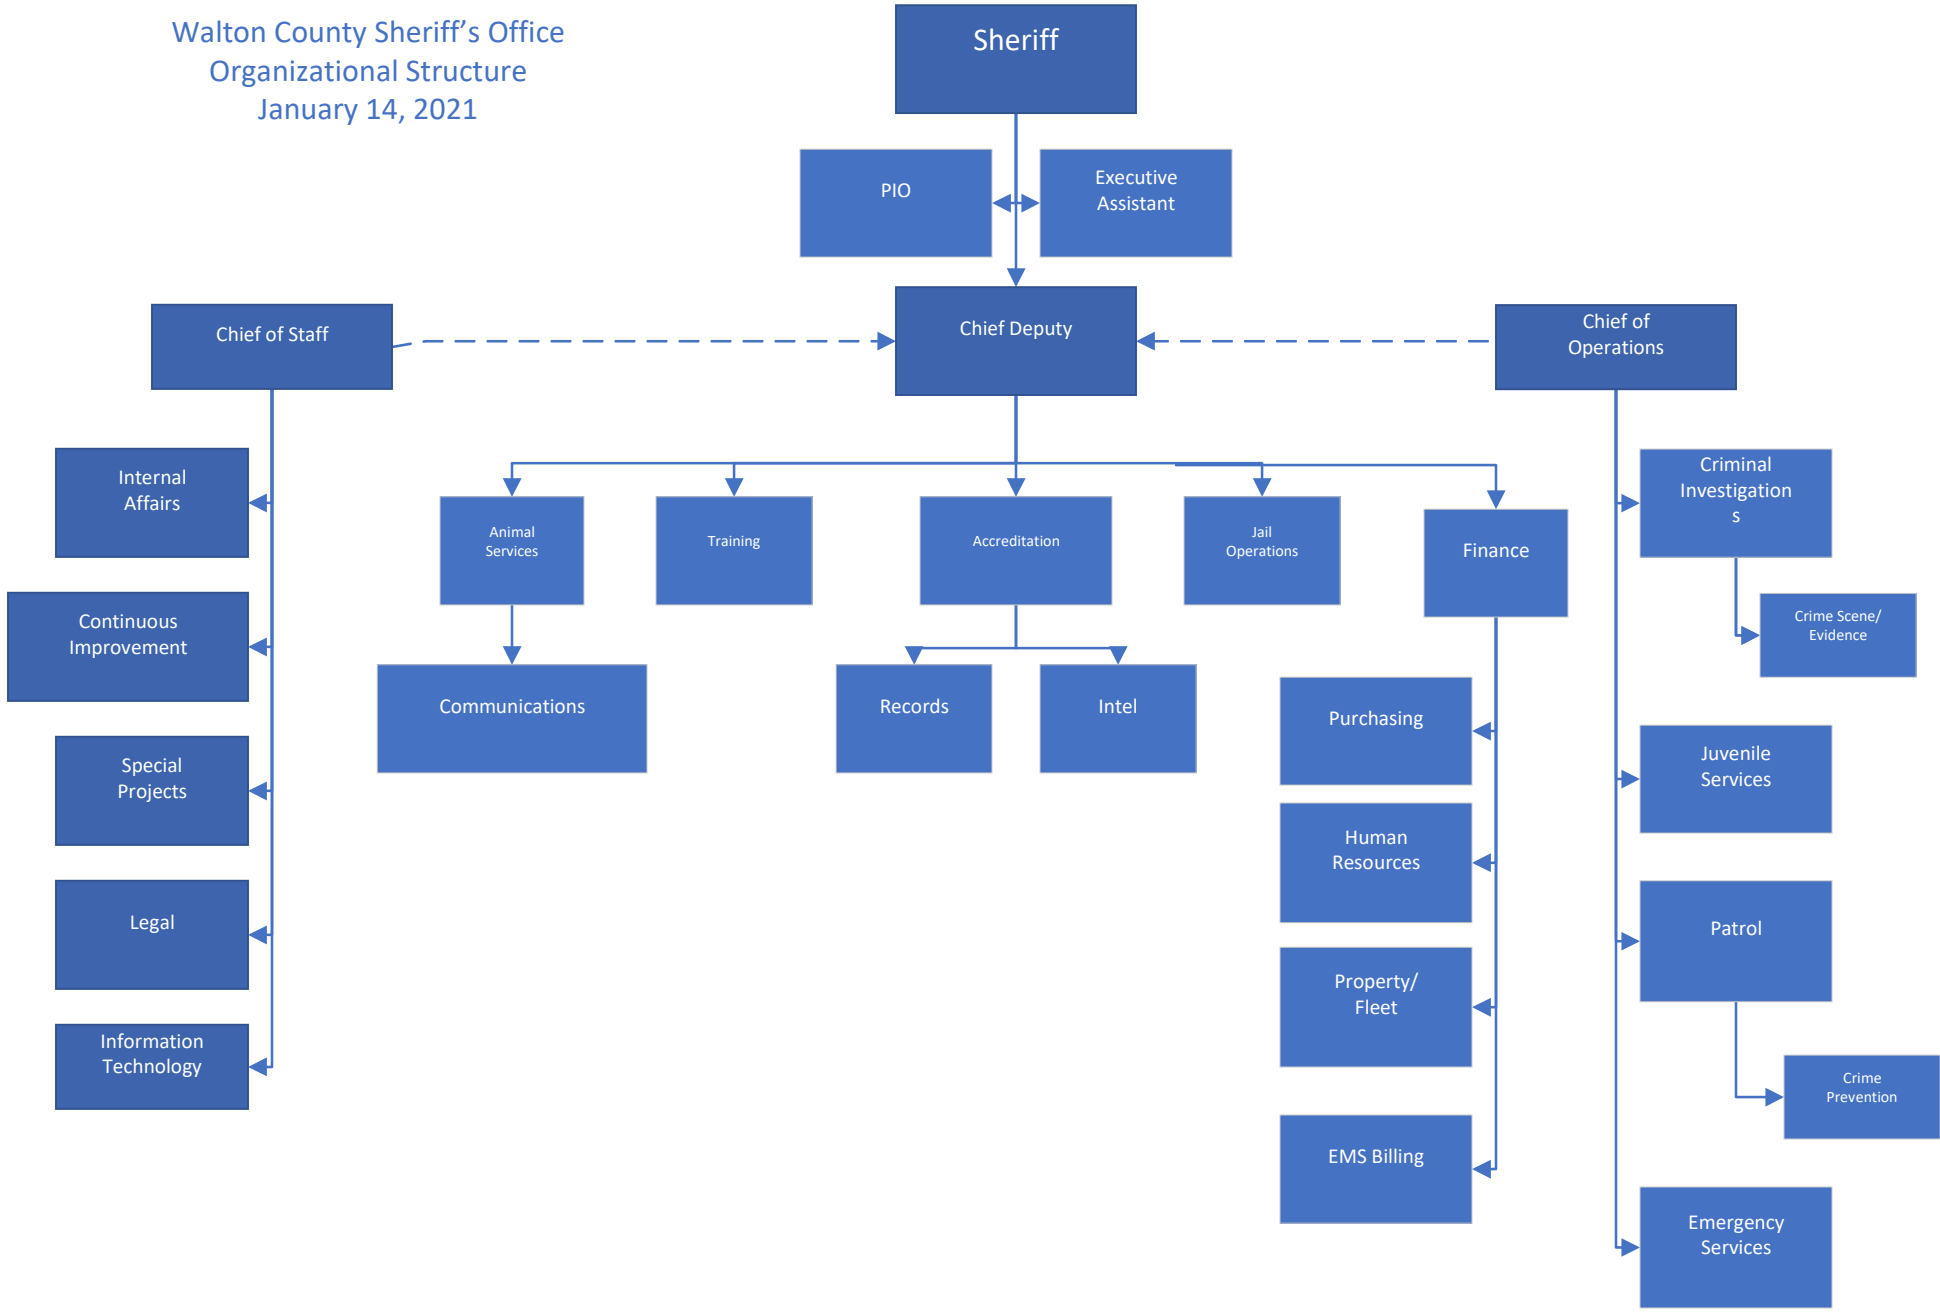 Walton County Sheriff’s Office
Organizational Structure
January 14, 2021
Sheriff
PIO
Executive
Assistant
Chief of Staff
Chief Deputy
Chief of
Operations
Internal
Affairs
Continuous
Improvement
Special
Projects
Legal
Information
Technology
Animal
Services
Training
Accreditation
Jail
Operations
Finance
Communications
Records
Intel
Purchasing
Human
Resources
Property/
Fleet
EMS Billing
Criminal
Investigation
s
Crime Scene/
Evidence
Juvenile
Services
Patrol
Crime
Prevention
Emergency
Services